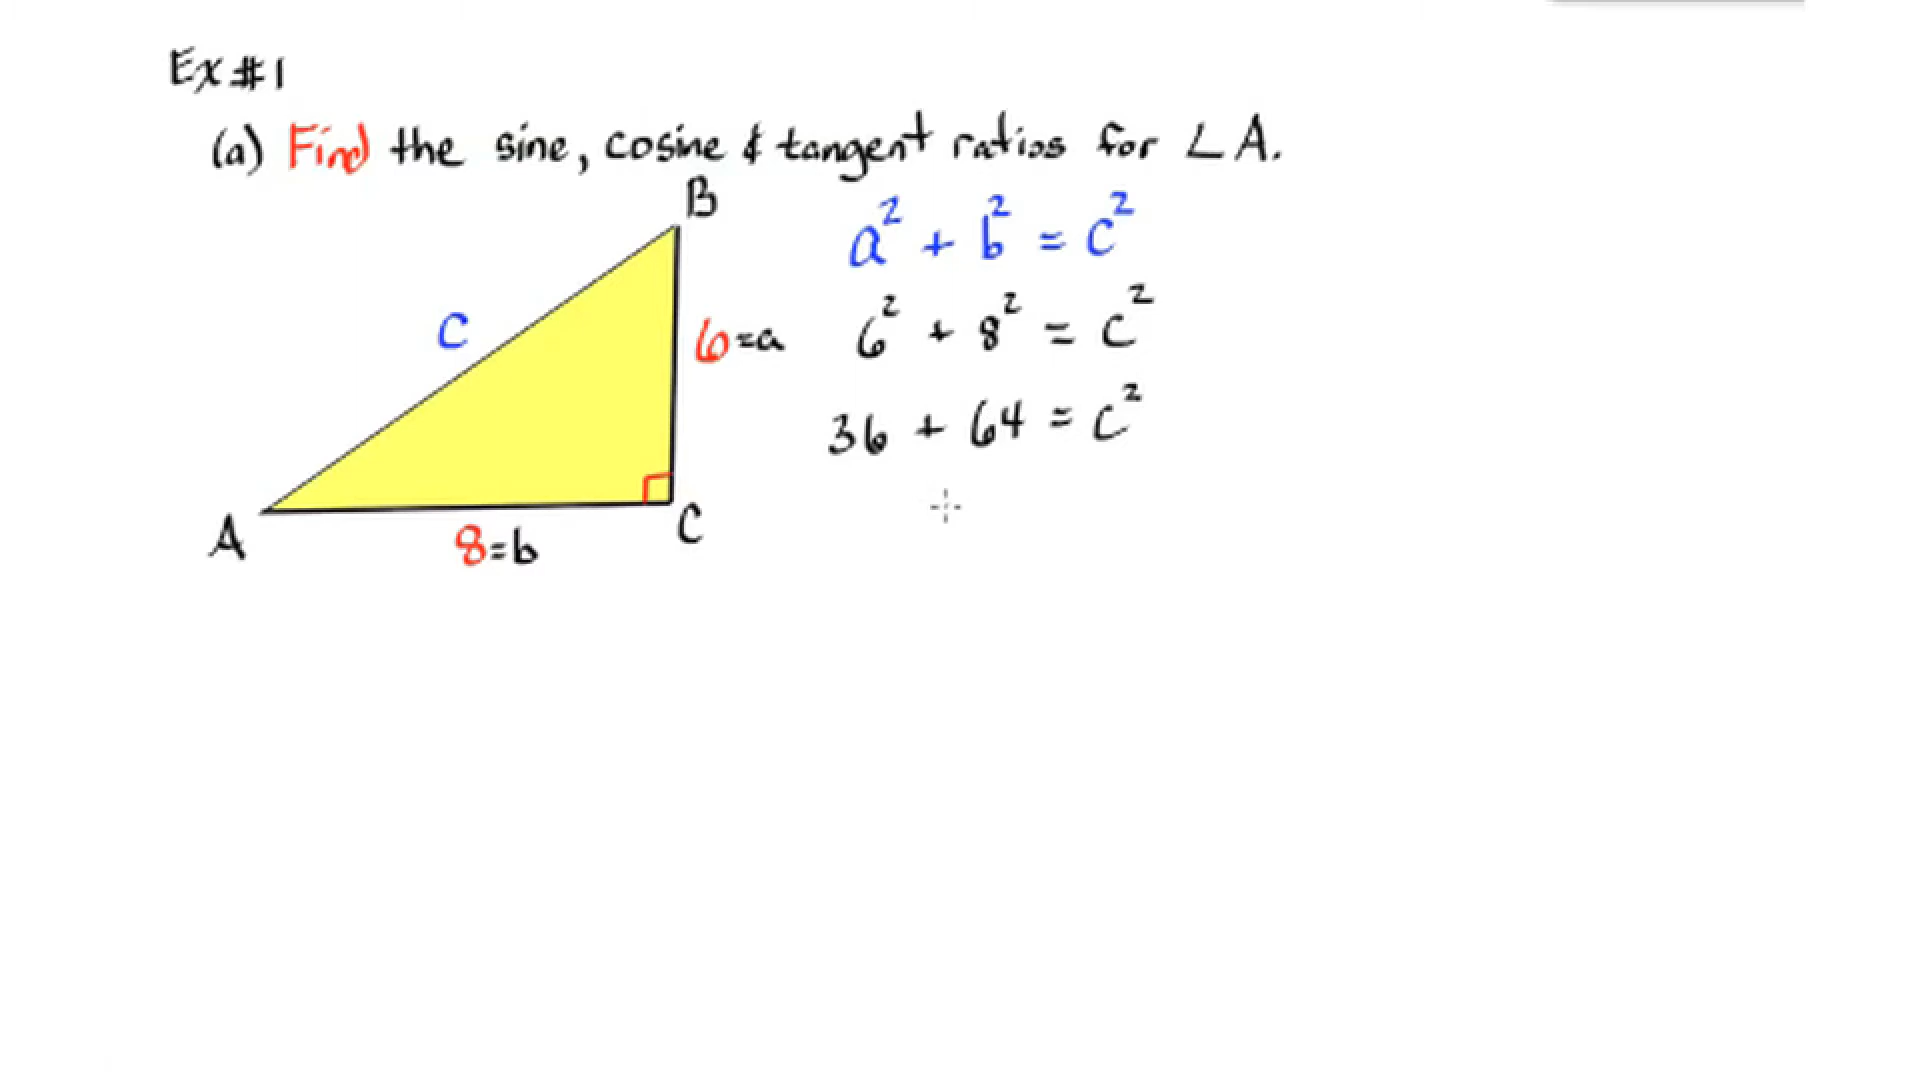 Ex #1
(a) Find the sine, cosine & tangent ratios for ∠A.
B
a² + b² = c²
c
6=a
6² + 8² = c²
36 + 64 = c²
A
8=b
C